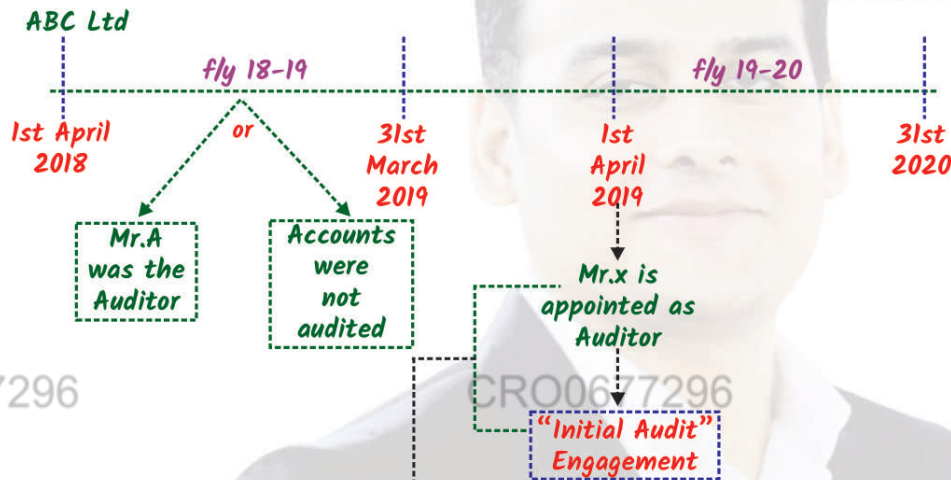 ABC Ltd
f/y 18-19
f/y 19-20
1st April
2018
or
31st
March
2019
1st
April
2019
31st
2020
Mr.A
was the
Auditor
Accounts
were
not
audited
Mr.x is
appointed as
Auditor
7296
CRO0677296
“Initial Audit”
Engagement